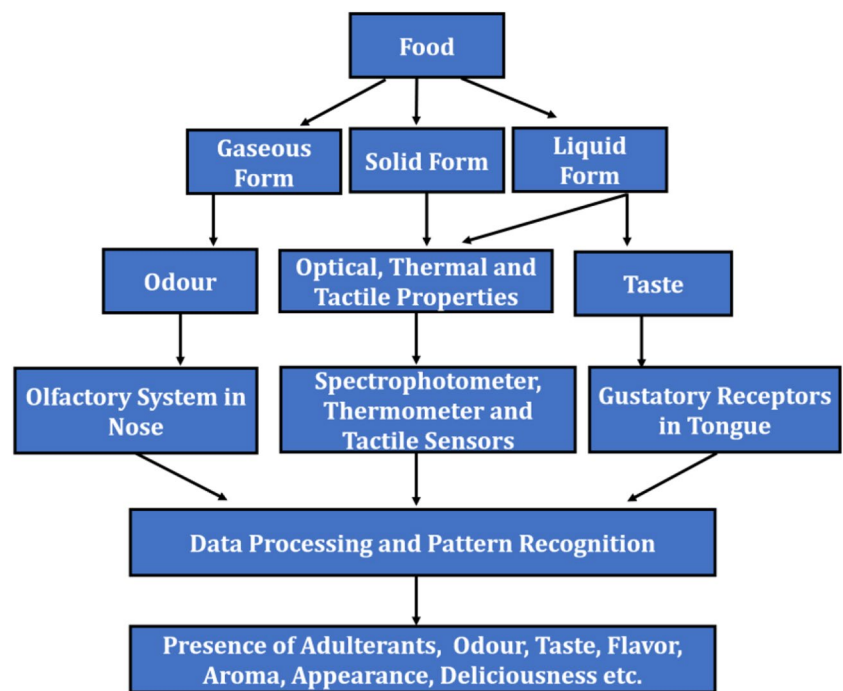 Food
Gaseous
Form
Solid Form
Liquid
Form
Odour
Optical, Thermal and
Tactile Properties
Taste
Olfactory System in
Nose
Spectrophotometer,
Thermometer and
Tactile Sensors
Gustatory Receptors
in Tongue
Data Processing and Pattern Recognition
Presence of Adulterants, Odour, Taste, Flavor,
Aroma, Appearance, Deliciousness etc.